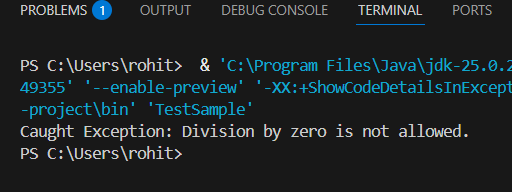 PROBLEMS 1 OUTPUT DEBUG CONSOLE TERMINAL PORTS
PS C:\Users\rohit>  & 'C:\Program Files\Java\jdk-25.0.2
49355' '--enable-preview' '-XX:+ShowCodeDetailsInExcept
-project\bin' 'TestSample'
Caught Exception: Division by zero is not allowed.
PS C:\Users\rohit>